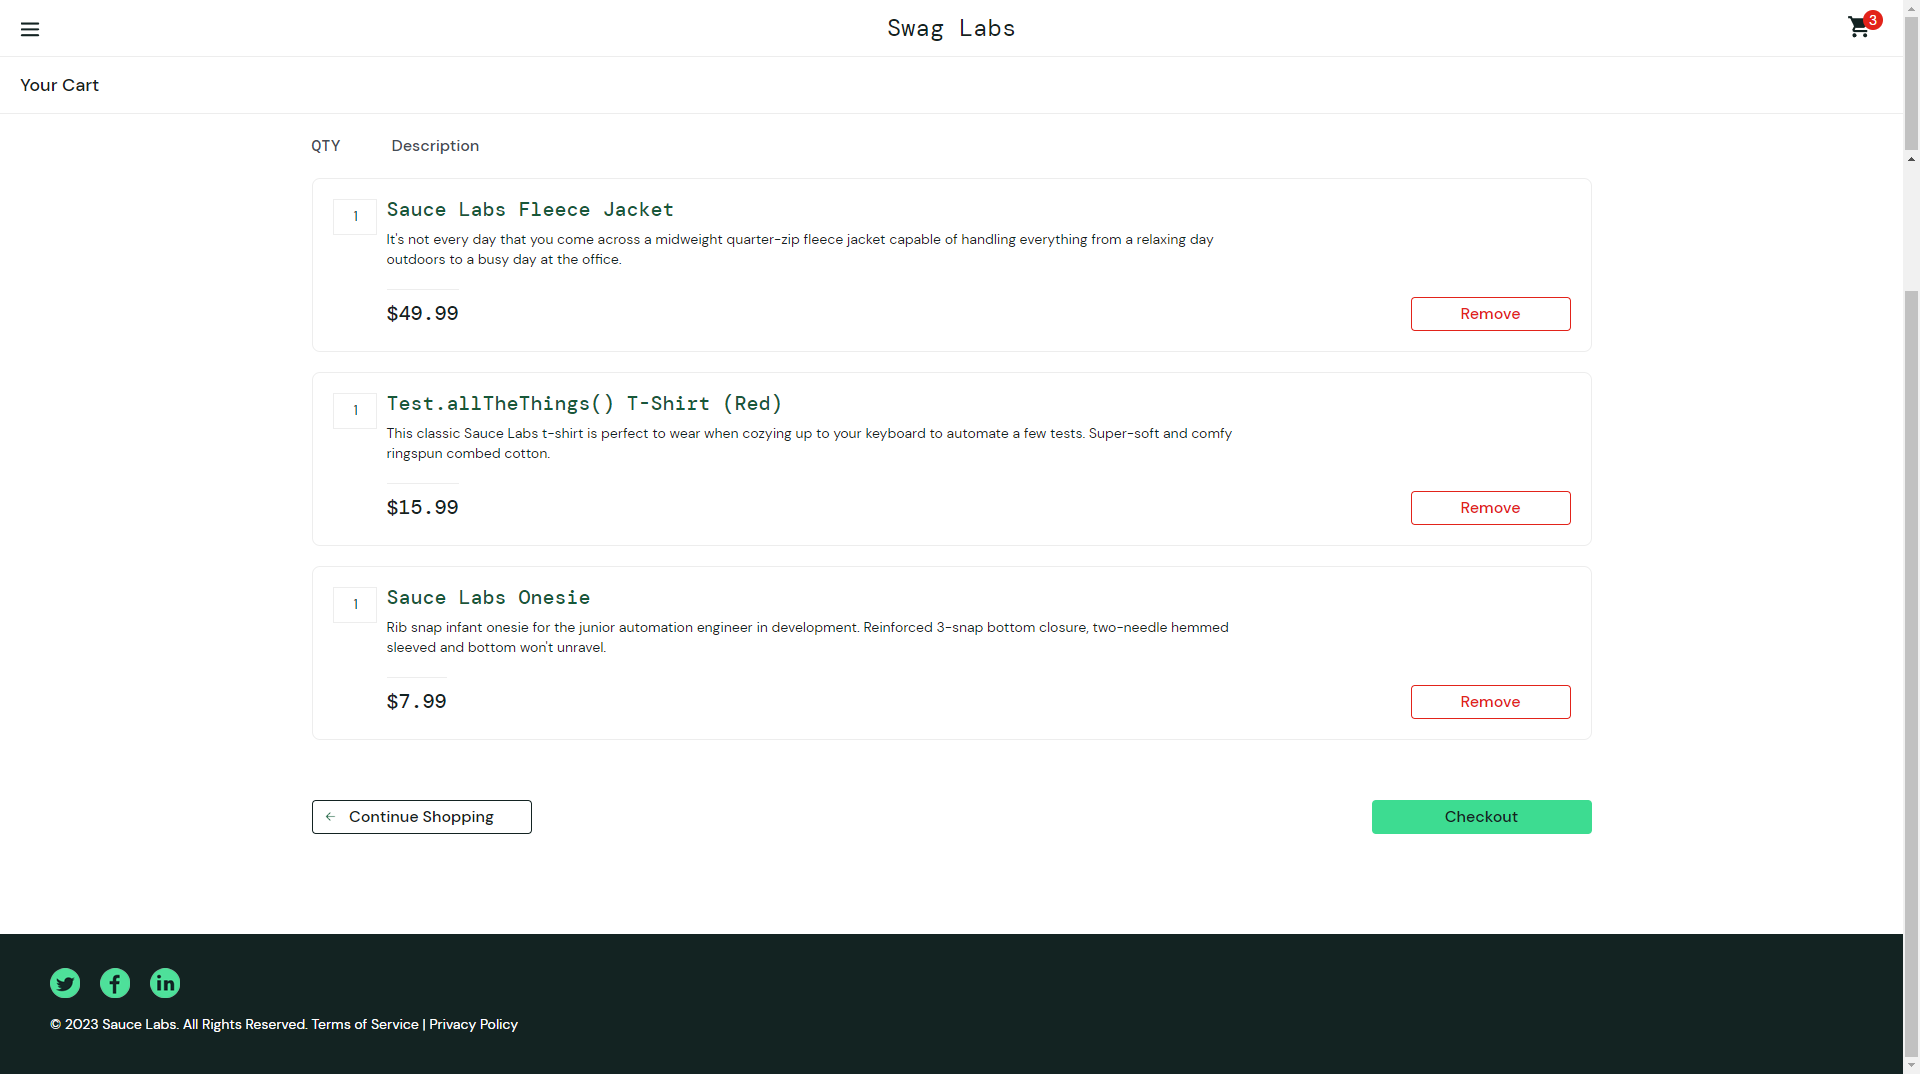 Swag Labs
3
Your Cart
QTY Description
1
Sauce Labs Fleece Jacket
It's not every day that you come across a midweight quarter-zip fleece jacket capable of handling everything from a relaxing day
outdoors to a busy day at the office.
$49.99
Remove
1
Test.allTheThings() T-Shirt (Red)
This classic Sauce Labs t-shirt is perfect to wear when cozying up to your keyboard to automate a few tests. Super-soft and comfy
ringspun combed cotton.
$15.99
Remove
1
Sauce Labs Onesie
Rib snap infant onesie for the junior automation engineer in development. Reinforced 3-snap bottom closure, two-needle hemmed
sleeved and bottom won't unravel.
$7.99
Remove
Continue Shopping
Checkout
© 2023 Sauce Labs. All Rights Reserved. Terms of Service | Privacy Policy